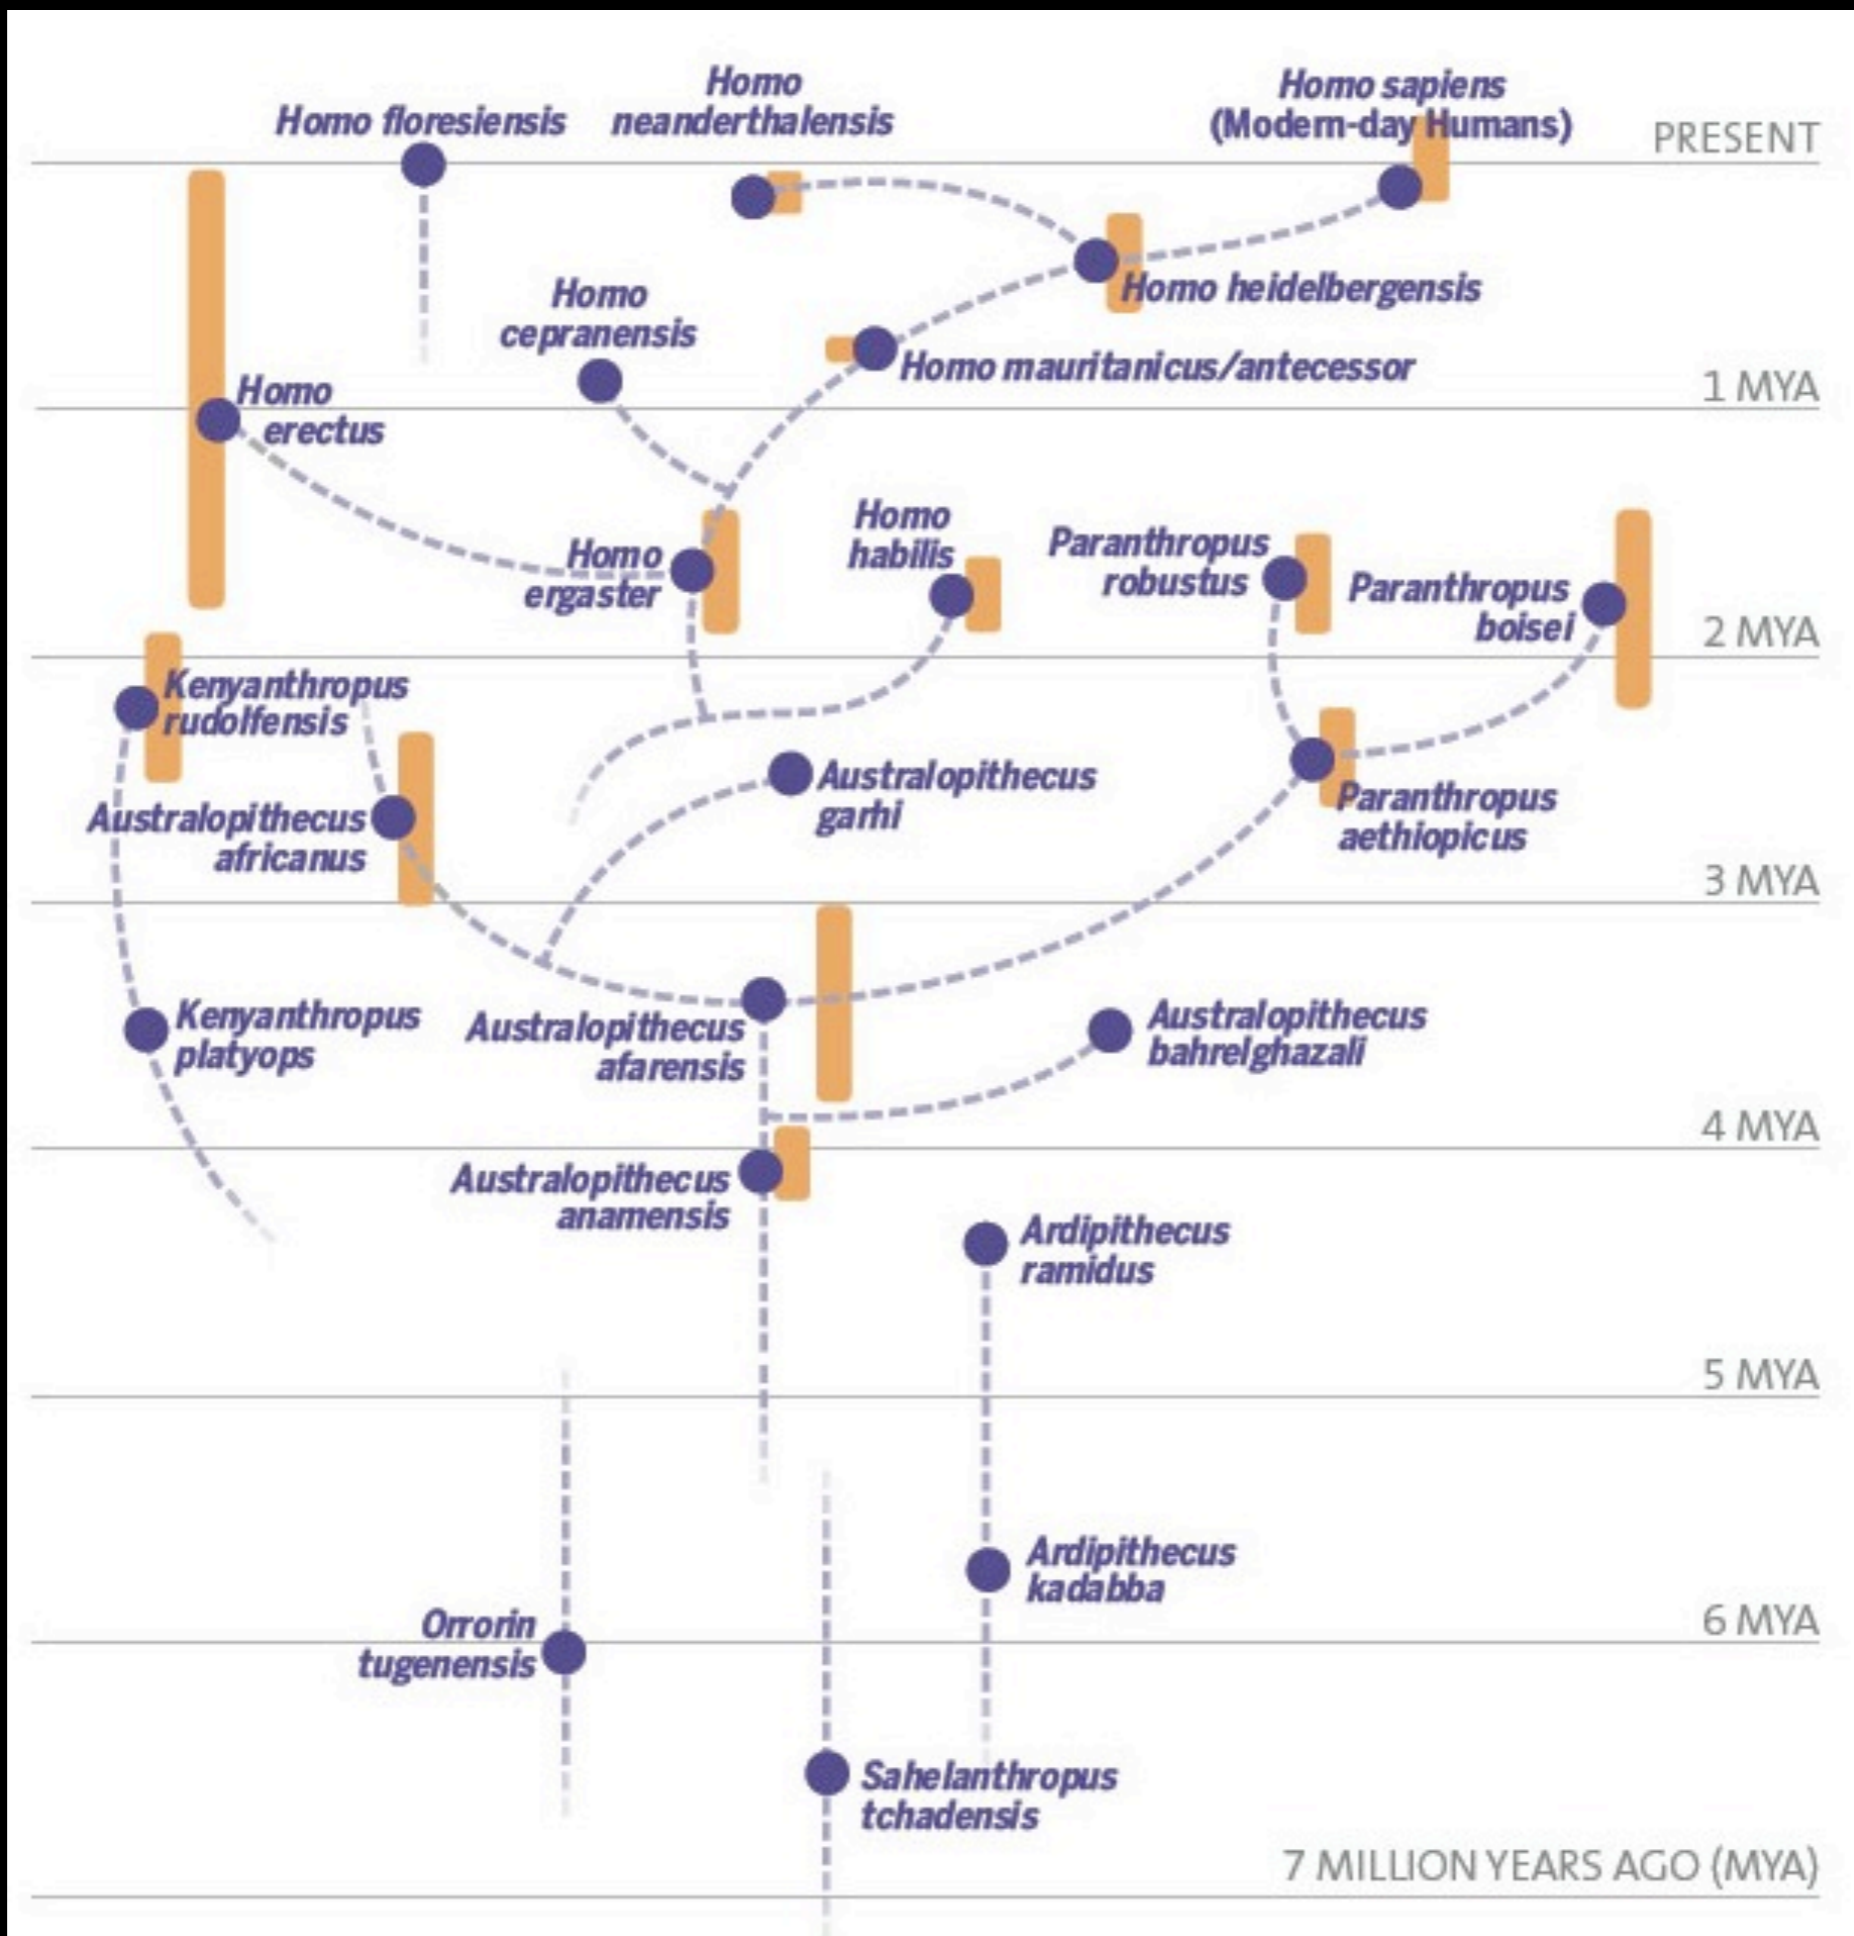 Homo floresiensis
Homo
neanderthalensis
Homo sapiens
(Modern-day Humans)
PRESENT
Homo
cepranensis
Homo heidelbergensis
Homo mauritanicus/antecessor
1 MYA
Homo
erectus
Homo
ergaster
Homo
habilis
Paranthropus
robustus
Paranthropus
boisei
2 MYA
Kenyanthropus
rudolfensis
Australopithecus
africanus
Australopithecus
garhi
Paranthropus
aethiopicus
3 MYA
Kenyanthropus
platyops
Australopithecus
afarensis
Australopithecus
bahrelghazali
4 MYA
Australopithecus
anamensis
Ardipithecus
ramidus
5 MYA
Ardipithecus
kadabba
6 MYA
Orrorin
tugenensis
Sahelanthropus
tchadensis
7 MILLION YEARS AGO (MYA)